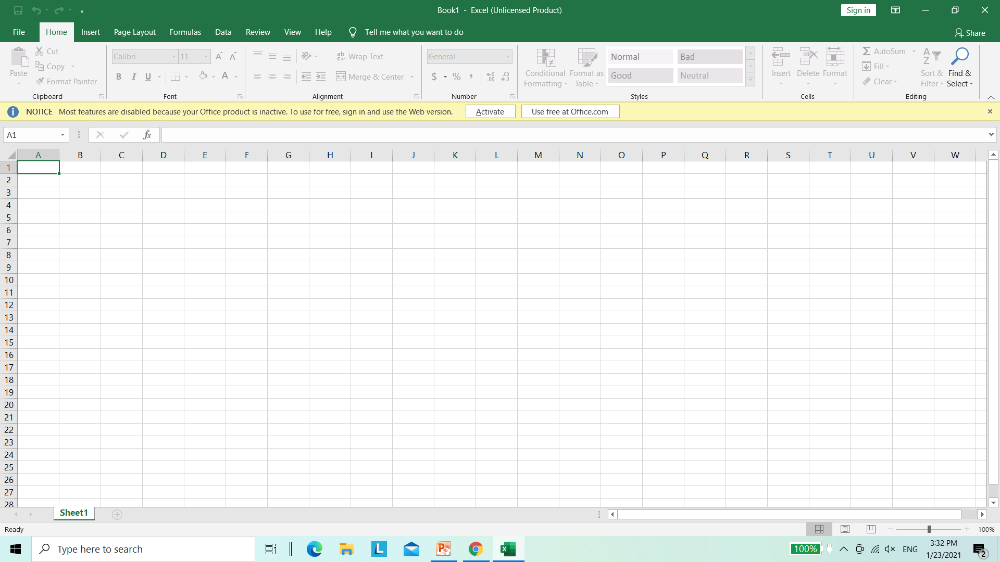 Book1 - Excel (Unlicensed Product)
Sign in
File Home Insert Page Layout Formulas Data Review View Help Tell me what you want to do Share
Paste
Cut
Copy
Format Painter
Clipboard
Calibri 11
B I U A
Font
Wrap Text
Merge & Center
Alignment
General
$ % ,
Number
Conditional Formatting
Format as Table
Normal Bad
Good Neutral
Styles
Insert Delete Format
Cells
AutoSum
Fill
Clear
Sort & Filter
Find & Select
Editing
NOTICE Most features are disabled because your Office product is inactive. To use for free, sign in and use the Web version. Activate Use free at Office.com
A1 fx
A B C D E F G H I J K L M N O P Q R S T U V W
1
2
3
4
5
6
7
8
9
10
11
12
13
14
15
16
17
18
19
20
21
22
23
24
25
26
27
28
Sheet1
Ready 100%
Type here to search
100% ENG
3:32 PM
1/23/2021
2